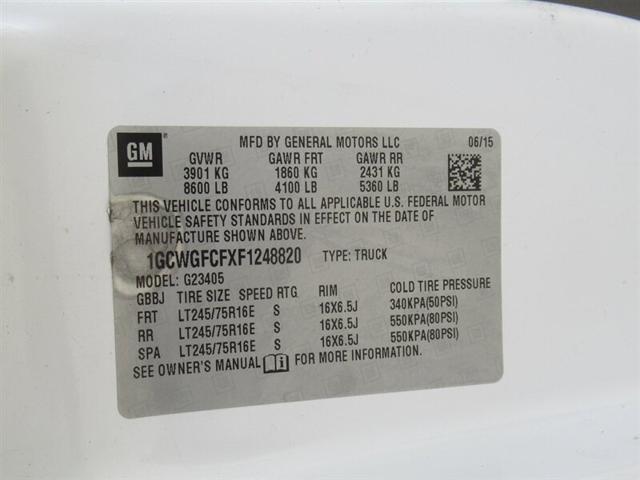 GM
MFD BY GENERAL MOTORS LLC 06/15
GVWR GAWR FRT GAWR RR
3901 KG 1860 KG 2431 KG
8600 LB 4100 LB 5360 LB
THIS VEHICLE CONFORMS TO ALL APPLICABLE U.S. FEDERAL MOTOR
VEHICLE SAFETY STANDARDS IN EFFECT ON THE DATE OF
MANUFACTURE SHOWN ABOVE.
1GCWGFCFXF1248820 TYPE: TRUCK
MODEL: G23405
GBBJ TIRE SIZE SPEED RTG RIM COLD TIRE PRESSURE
FRT LT245/75R16E S 16X6.5J 340KPA(50PSI)
RR LT245/75R16E S 16X6.5J 550KPA(80PSI)
SPA LT245/75R16E S 16X6.5J 550KPA(80PSI)
SEE OWNER'S MANUAL FOR MORE INFORMATION.